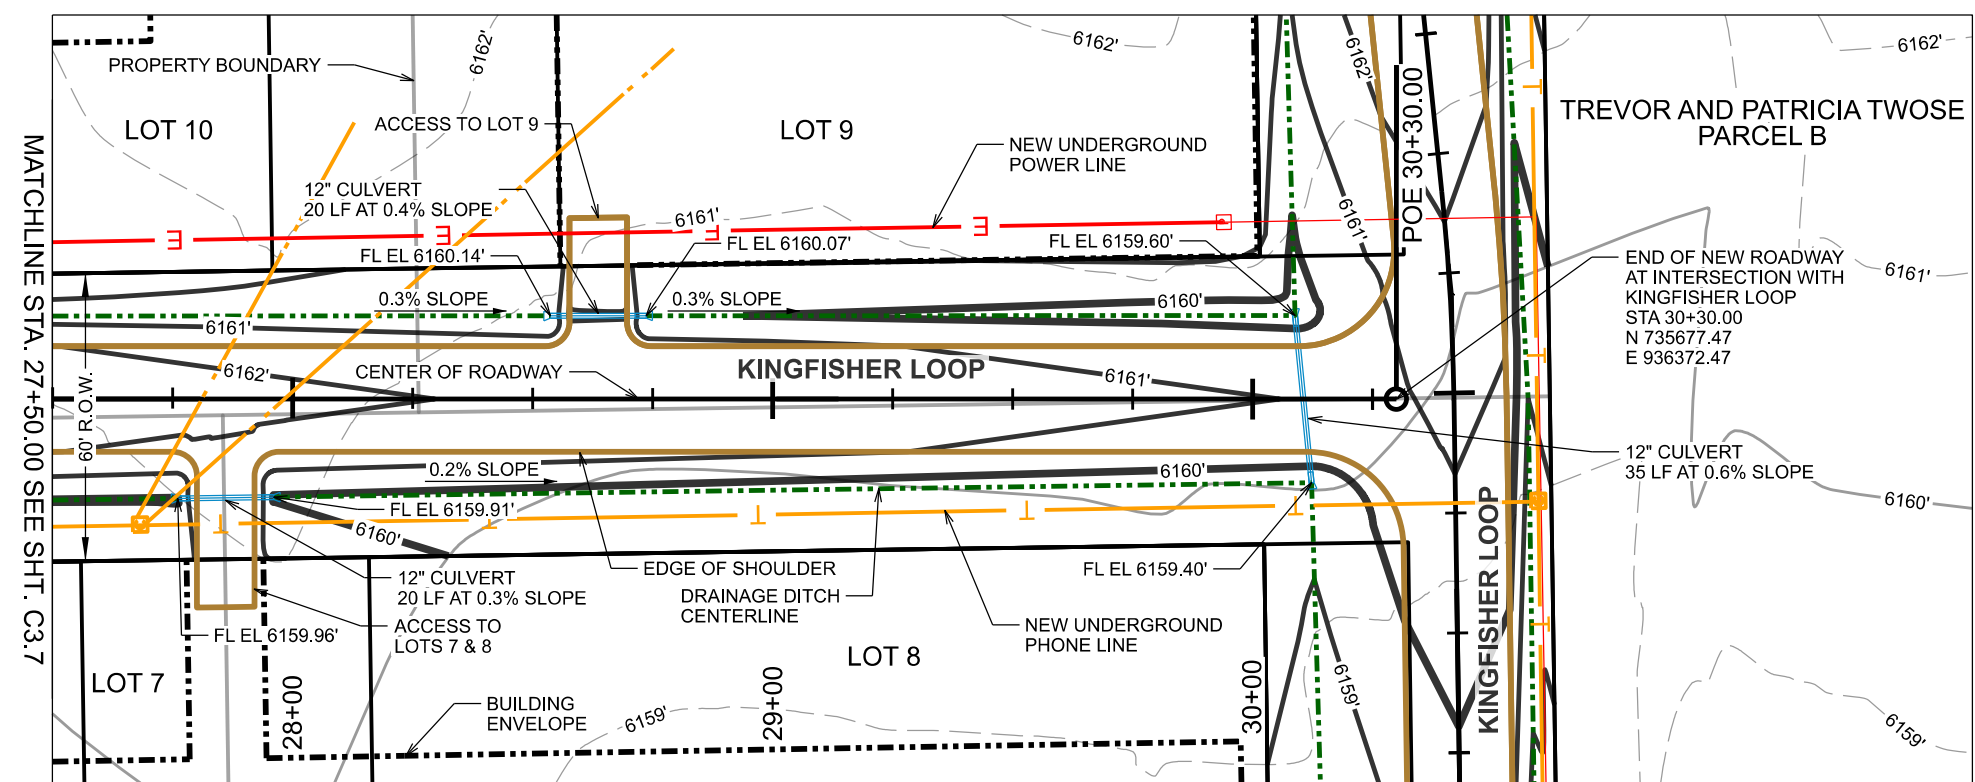 6162'
6162'
6162'
6162'
PROPERTY BOUNDARY
TREVOR AND PATRICIA TWOSE
PARCEL B
LOT 10
ACCESS TO LOT 9
LOT 9
NEW UNDERGROUND
POWER LINE
POE 30+30.00
MATCHLINE STA. 27+50.00 SEE SHT. C3.7
12" CULVERT
20 LF AT 0.4% SLOPE
E
E
E
E
6161'
6161'
FL EL 6160.14'
FL EL 6160.07'
FL EL 6159.60'
END OF NEW ROADWAY
AT INTERSECTION WITH
KINGFISHER LOOP
STA 30+30.00
N 735677.47
E 936372.47
6161'
0.3% SLOPE
0.3% SLOPE
6160'
6161'
6162'
CENTER OF ROADWAY
KINGFISHER LOOP
6161'
60' R.O.W.
0.2% SLOPE
6160'
12" CULVERT
35 LF AT 0.6% SLOPE
6160'
FL EL 6159.91'
6160'
T
T
T
T
T
T
T
T
12" CULVERT
20 LF AT 0.3% SLOPE
EDGE OF SHOULDER
DRAINAGE DITCH
CENTERLINE
FL EL 6159.40'
KINGFISHER LOOP
FL EL 6159.96'
ACCESS TO
LOTS 7 & 8
NEW UNDERGROUND
PHONE LINE
LOT 7
LOT 8
28+00
BUILDING
ENVELOPE
6159'
29+00
30+00
6159'
6159'